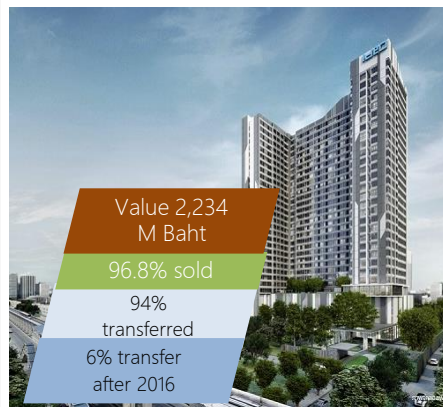 Value 2,234
M Baht
96.8% sold
94%
transferred
6% transfer
after 2016